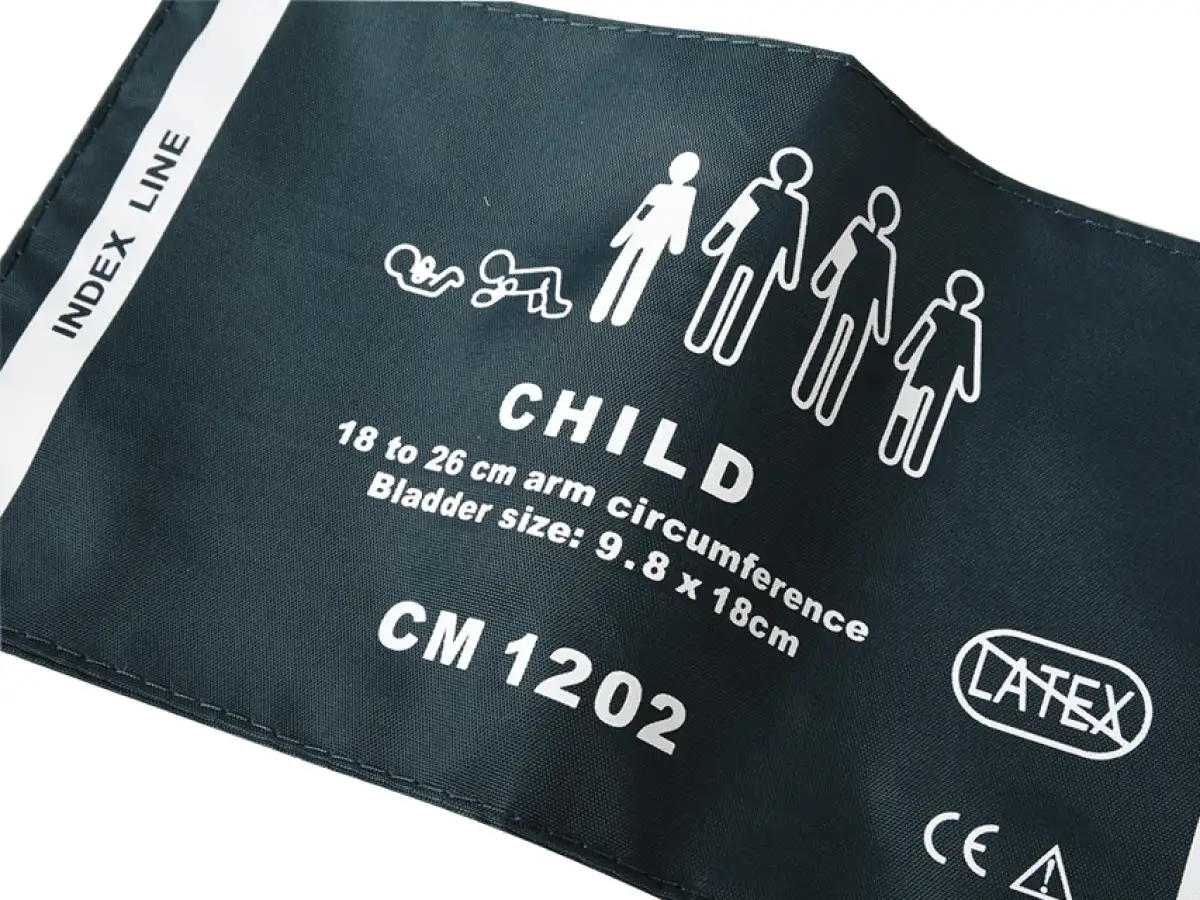 INDEX LINE
CHILD
18 to 26 cm arm circumference
Bladder size: 9.8 x 18cm
CM 1202
LATEX
CE